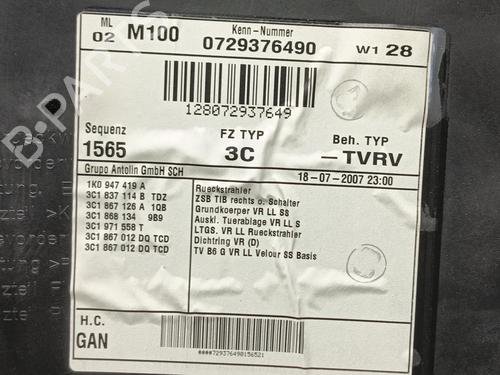 ML Kenn-Nummer
02 M100 0729376490 W1 28
128072937649
Sequenz FZ TYP Beh. TYP
1565 3C -TVRV
Grupo Antolin GmbH SCH 18-07-2007 23:00
1K0 947 419 A Rueckstrahler
3C1 837 114 B TDZ ZSB TIB rechts o. Schalter
3C1 867 126 A 1QB Grundkoerper VR LL SS
3C1 868 134 9B9 Auskl. Tuerablage VR LL S
3C1 971 558 T LTGS. VR LL Rueckstrahler
3C1 867 012 DQ TCD Dichtring VR (D)
3C1 867 012 DQ TCD TV B6 G VR LL Velour SS Basis
H.C.
GAN
####729376490156521
B-PARTS